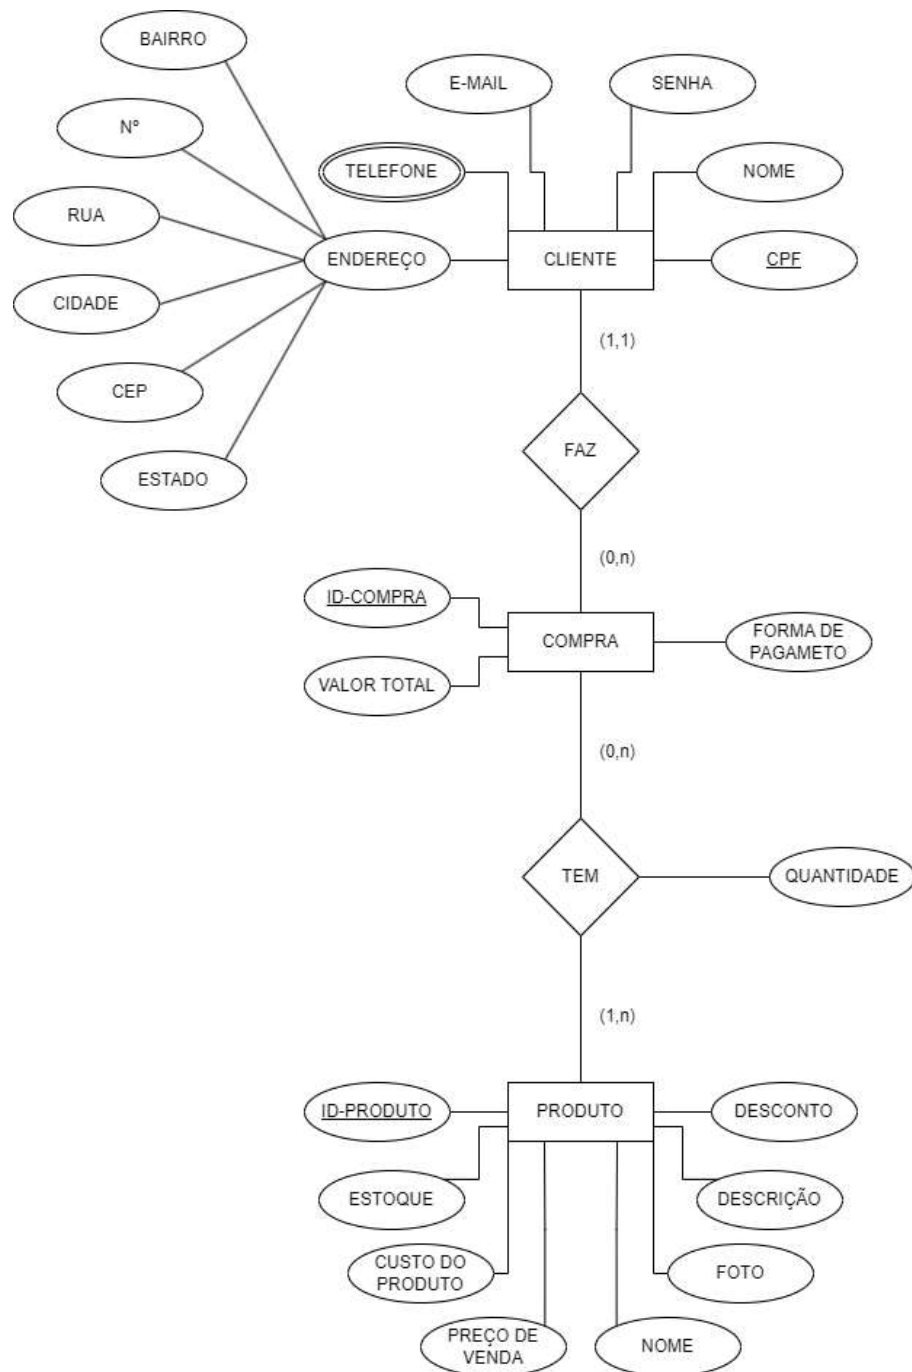 BAIRRO
E-MAIL
SENHA
Nº
TELEFONE
NOME
RUA
ENDEREÇO
CLIENTE
CPF
CIDADE
(1,1)
CEP
FAZ
ESTADO
(0,n)
ID-COMPRA
COMPRA
FORMA DE
PAGAMETO
VALOR TOTAL
(0,n)
TEM
QUANTIDADE
(1,n)
ID-PRODUTO
PRODUTO
DESCONTO
ESTOQUE
DESCRIÇÃO
CUSTO DO
PRODUTO
FOTO
PREÇO DE
VENDA
NOME